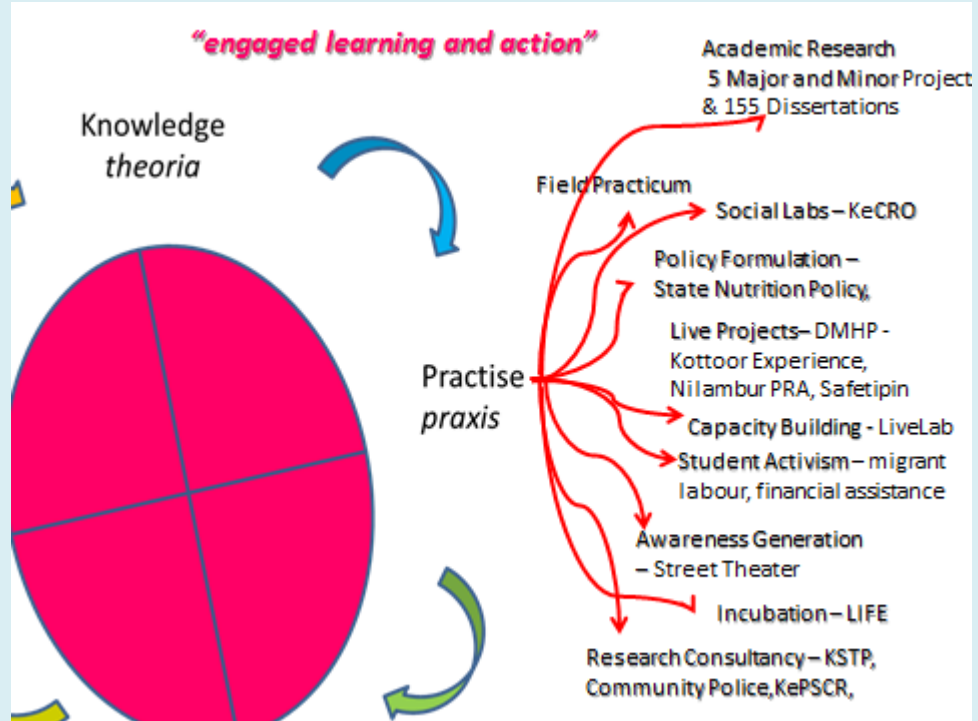 “engaged learning and action”
Knowledge
theoria
Practise
praxis
Academic Research
5 Major and Minor Project
& 155 Dissertations
Field Practicum
Social Labs – KeCRO
Policy Formulation –
State Nutrition Policy,
Live Projects– DMHP -
Kottoor Experience,
Nilambur PRA, Safetipin
Capacity Building - LiveLab
Student Activism – migrant
labour, financial assistance
Awareness Generation
– Street Theater
Incubation – LIFE
Research Consultancy – KSTP,
Community Police,KePSCR,